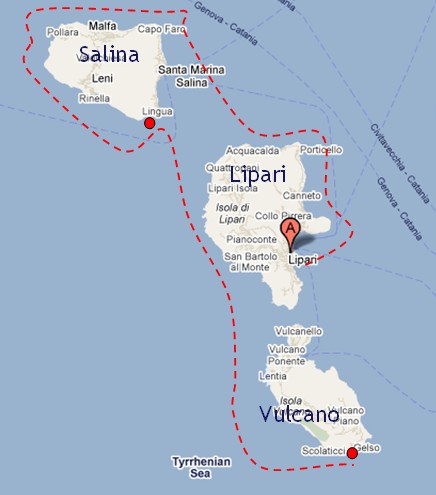 Malfa
Pollara
Capo Faro
Salina
Leni
Rinella
Santa Marina
Salina
Lingua
Genova - Catania
Genova - Catania
Civitavecchia - Catania
Acquacalda
Porticello
Quattropani
Lipari
Lipari Isola
Canneto
Isola di
Lipari
Collo Pirrera
A
Pianoconte
San Bartolo
al Monte
Lipari
Vulcanello
Vulcano
Ponente
Lentia
Isola
Vulcano
Vulcano
Vulcano
Piano
Scolaticci
Gelso
Tyrrhenian
Sea